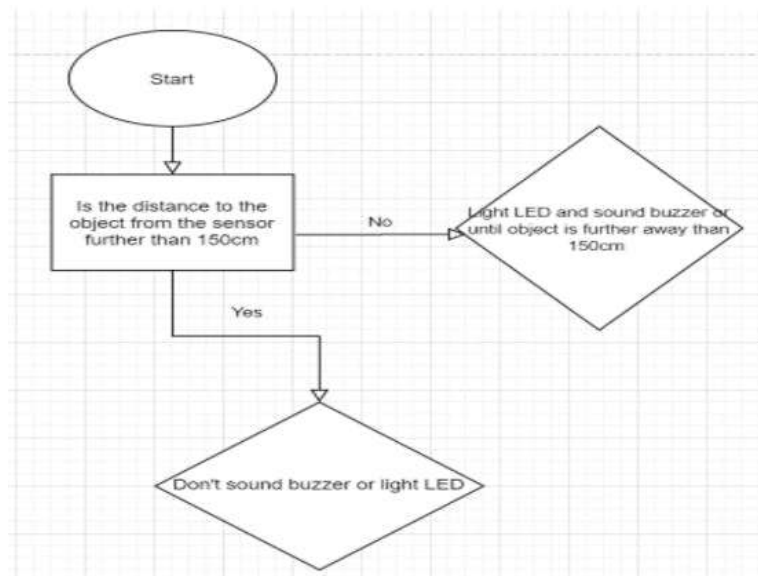 Start
Is the distance to the
object from the sensor
further than 150cm
No
Light LED and sound buzzer or
until object is further away than
150cm
Yes
Don't sound buzzer or light LED